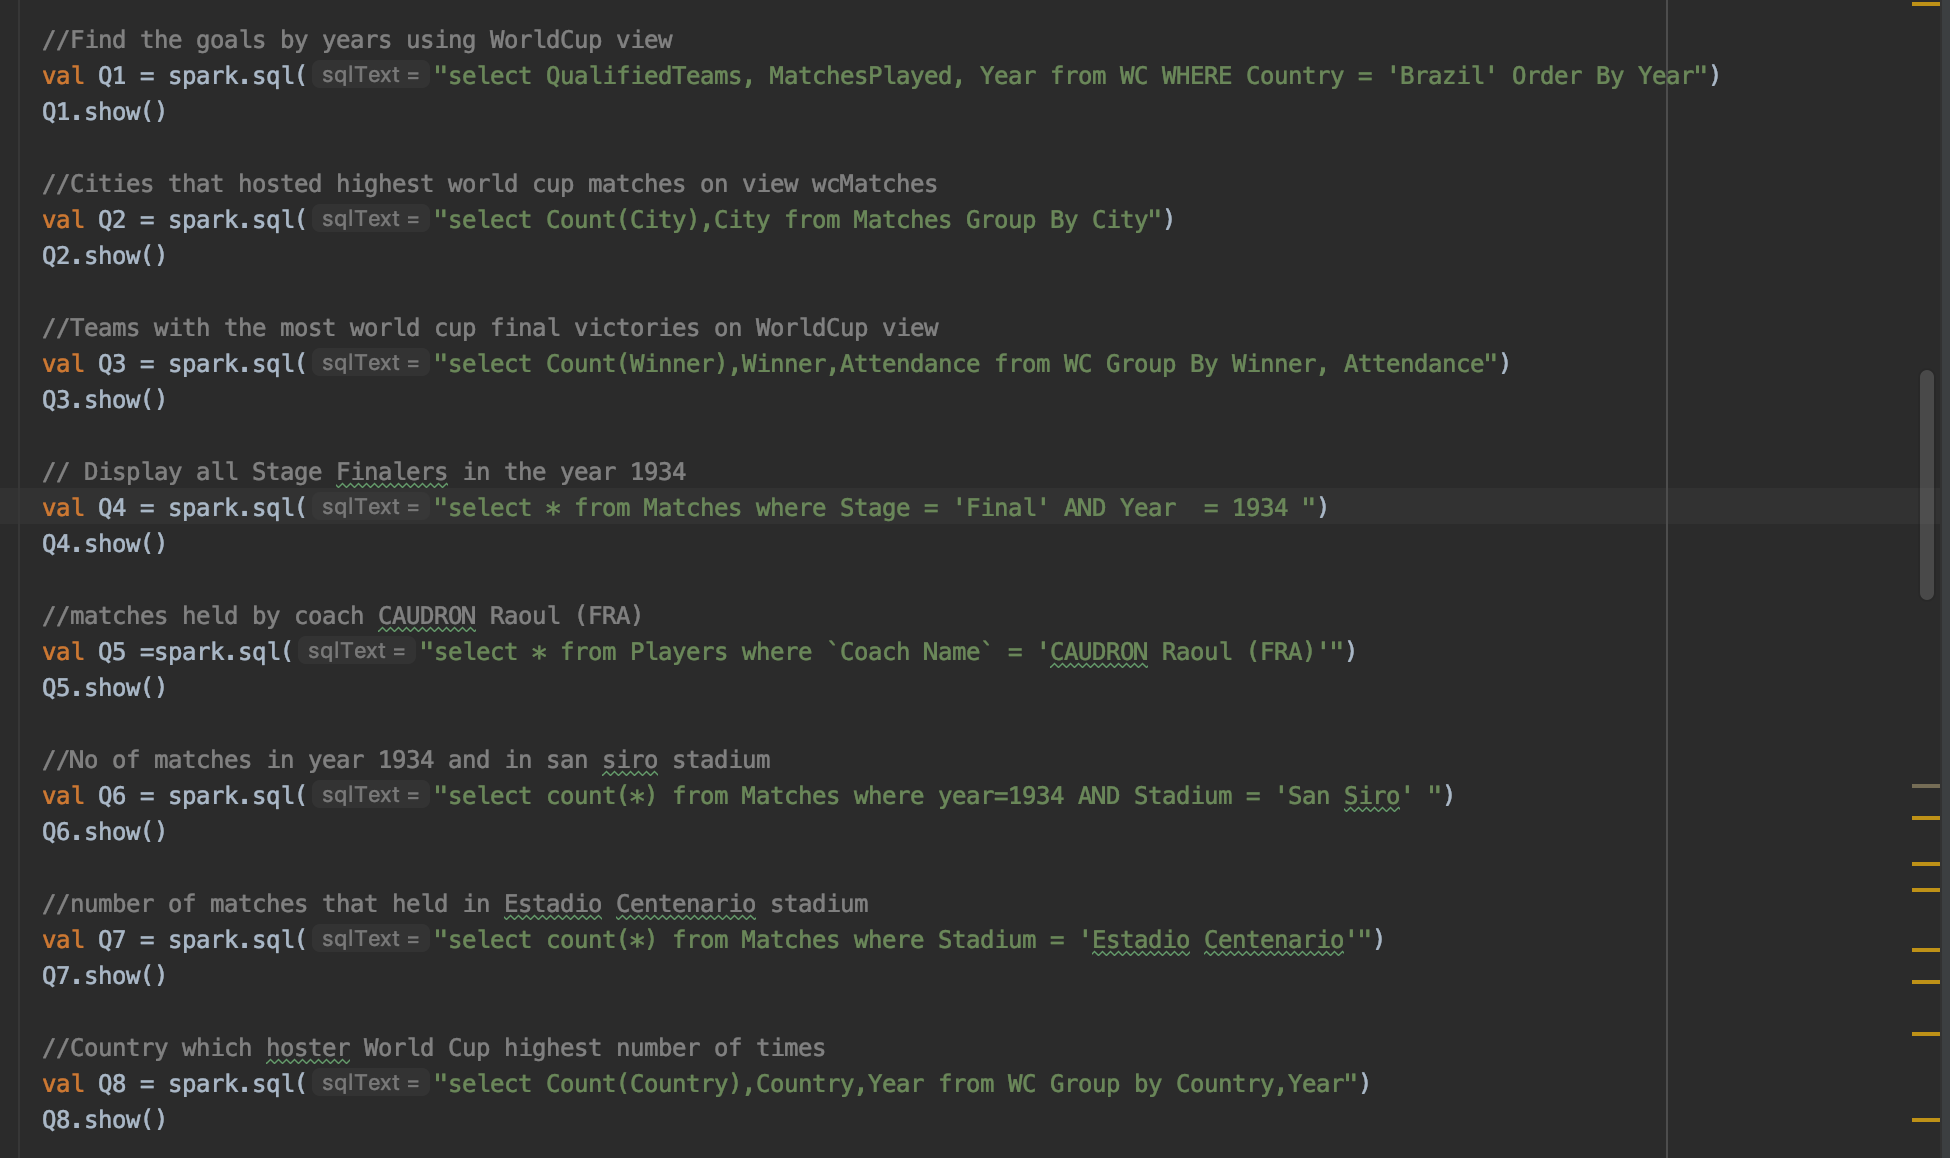 //Find the goals by years using WorldCup view
val Q1 = spark.sql( sqlText = "select QualifiedTeams, MatchesPlayed, Year from WC WHERE Country = 'Brazil' Order By Year")
Q1.show()
//Cities that hosted highest world cup matches on view wcMatches
val Q2 = spark.sql( sqlText = "select Count(City),City from Matches Group By City")
Q2.show()
//Teams with the most world cup final victories on WorldCup view
val Q3 = spark.sql( sqlText = "select Count(Winner),Winner,Attendance from WC Group By Winner, Attendance")
Q3.show()
// Display all Stage Finalers in the year 1934
val Q4 = spark.sql( sqlText = "select * from Matches where Stage = 'Final' AND Year  = 1934 ")
Q4.show()
//matches held by coach CAUDRON Raoul (FRA)
val Q5 =spark.sql( sqlText = "select * from Players where `Coach Name` = 'CAUDRON Raoul (FRA)'")
Q5.show()
//No of matches in year 1934 and in san siro stadium
val Q6 = spark.sql( sqlText = "select count(*) from Matches where year=1934 AND Stadium = 'San Siro' ")
Q6.show()
//number of matches that held in Estadio Centenario stadium
val Q7 = spark.sql( sqlText = "select count(*) from Matches where Stadium = 'Estadio Centenario'")
Q7.show()
//Country which hoster World Cup highest number of times
val Q8 = spark.sql( sqlText = "select Count(Country),Country,Year from WC Group by Country,Year")
Q8.show()